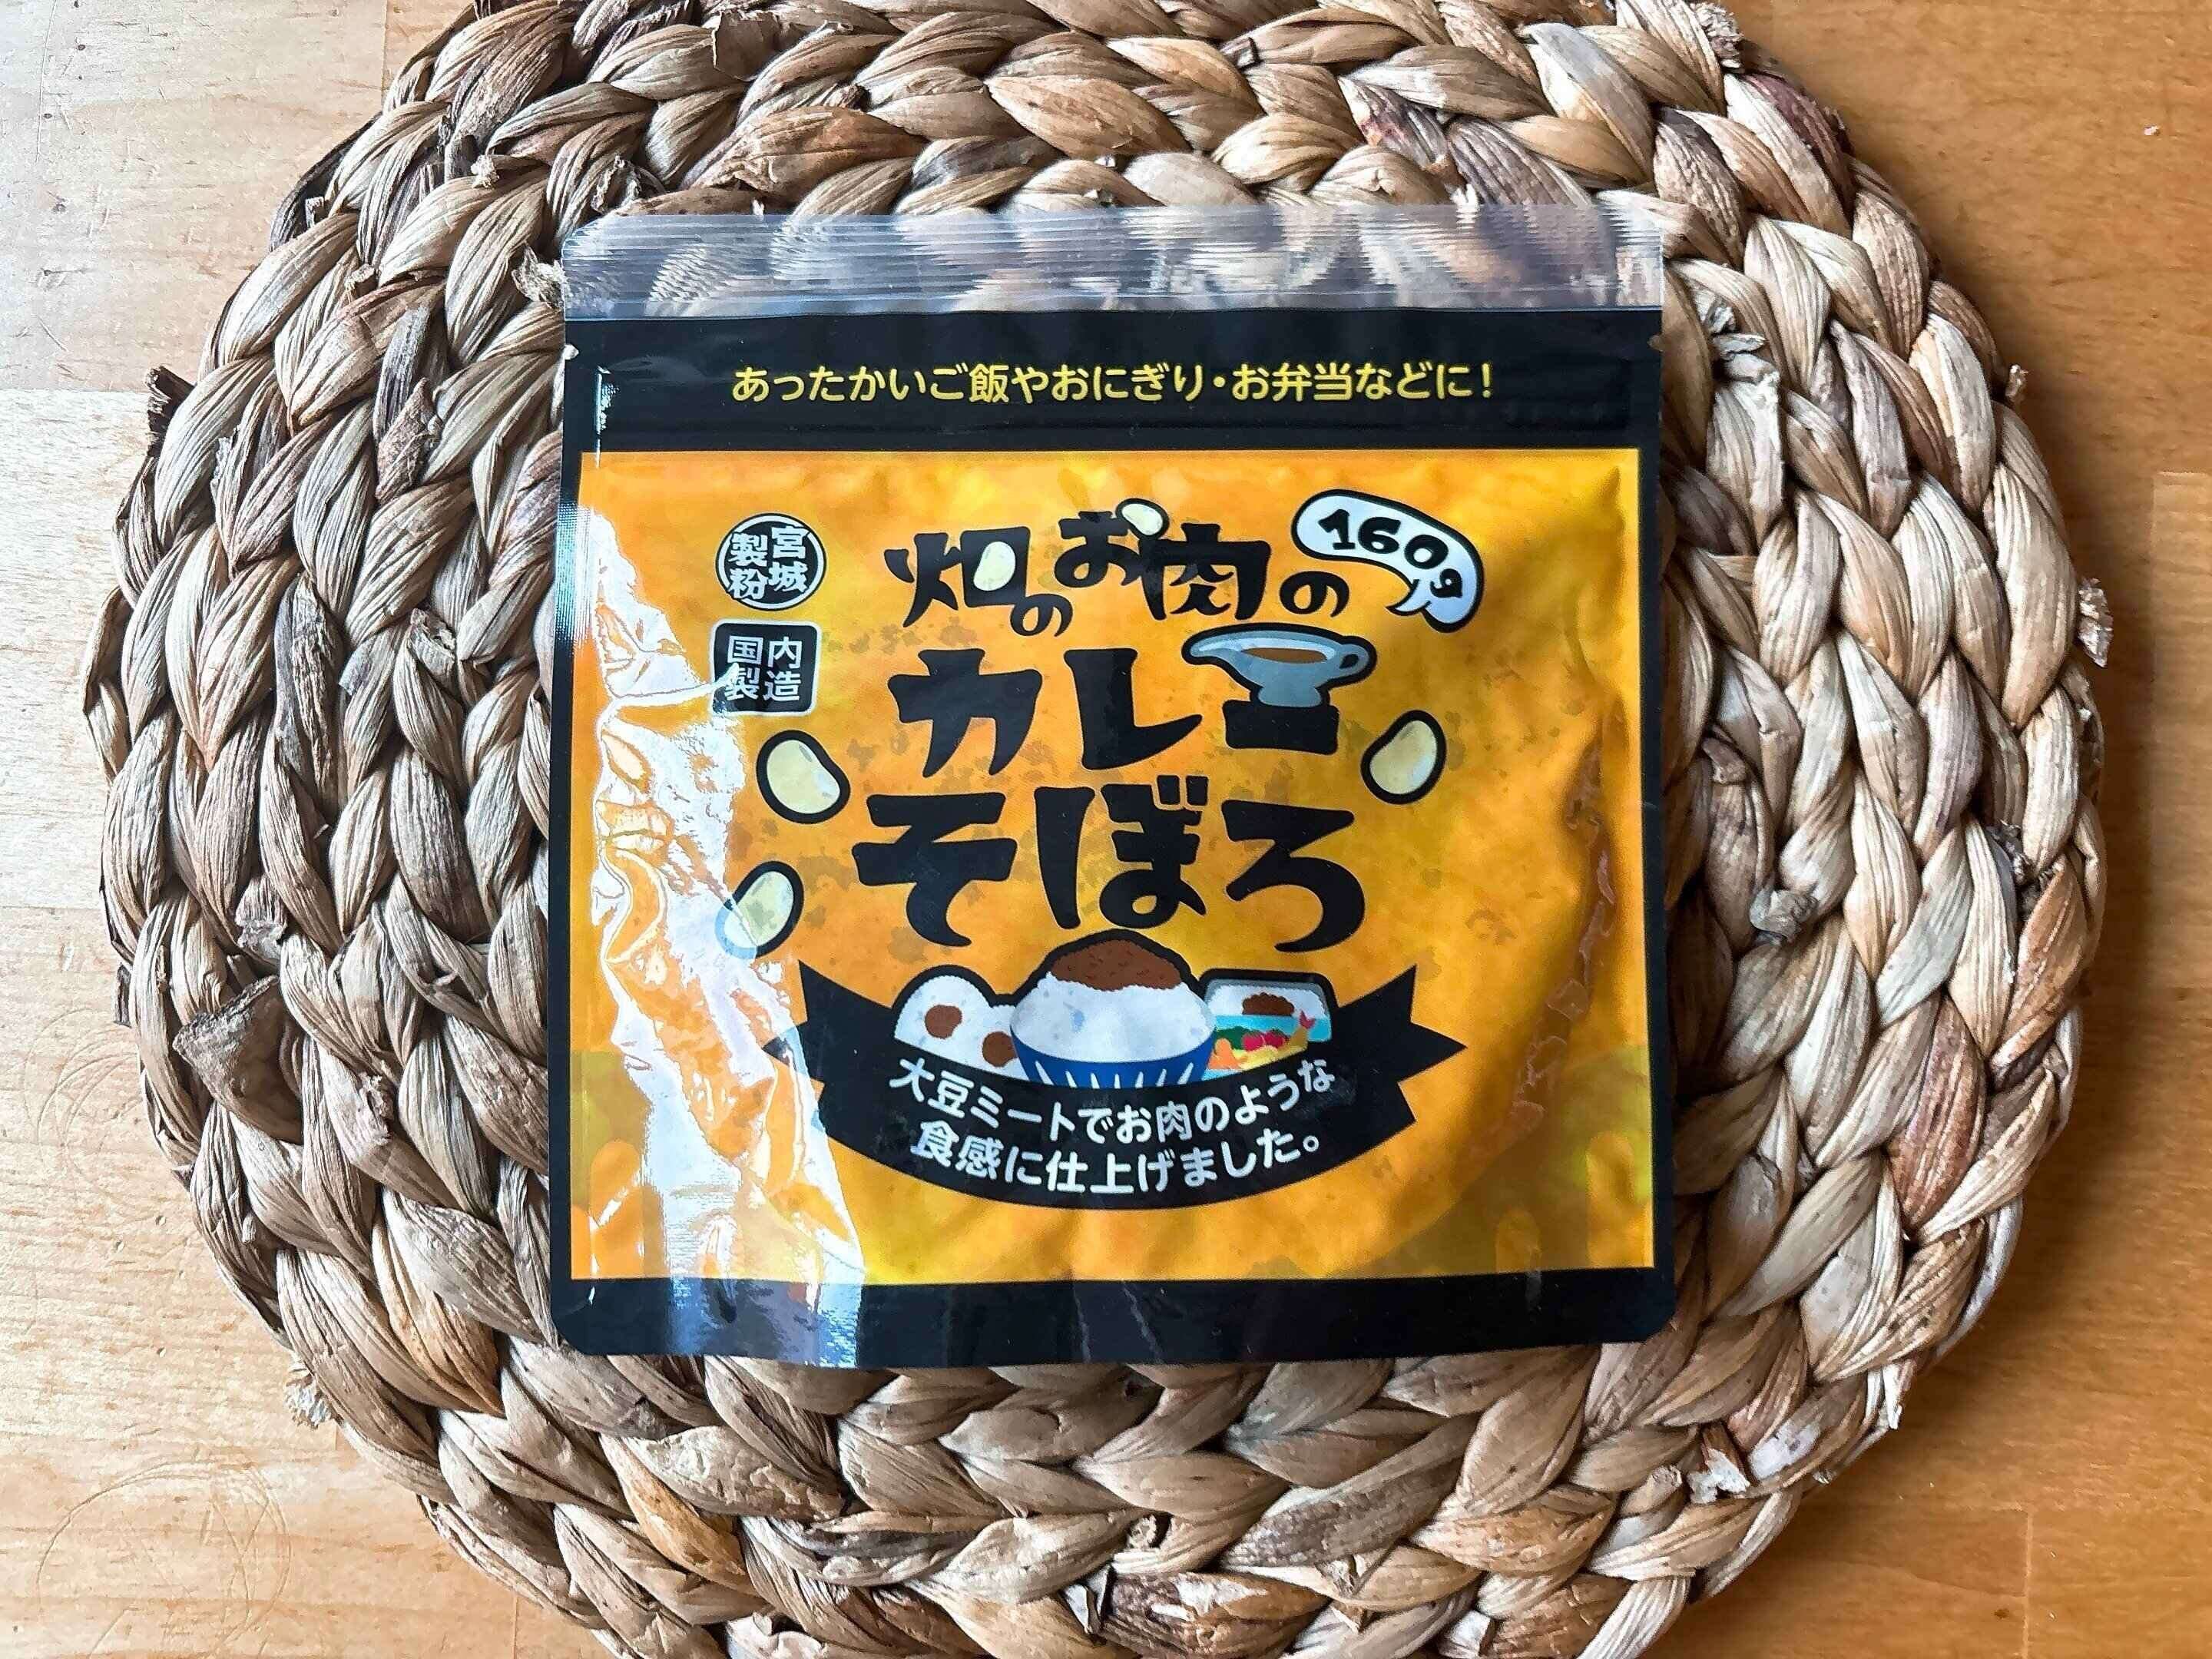 あったかいご飯やおにぎり・お弁当などに！
宮城
製粉
国内
製造
畑のお肉の
160g
カレー
そぼろ
大豆ミートでお肉のような
食感に仕上げました。